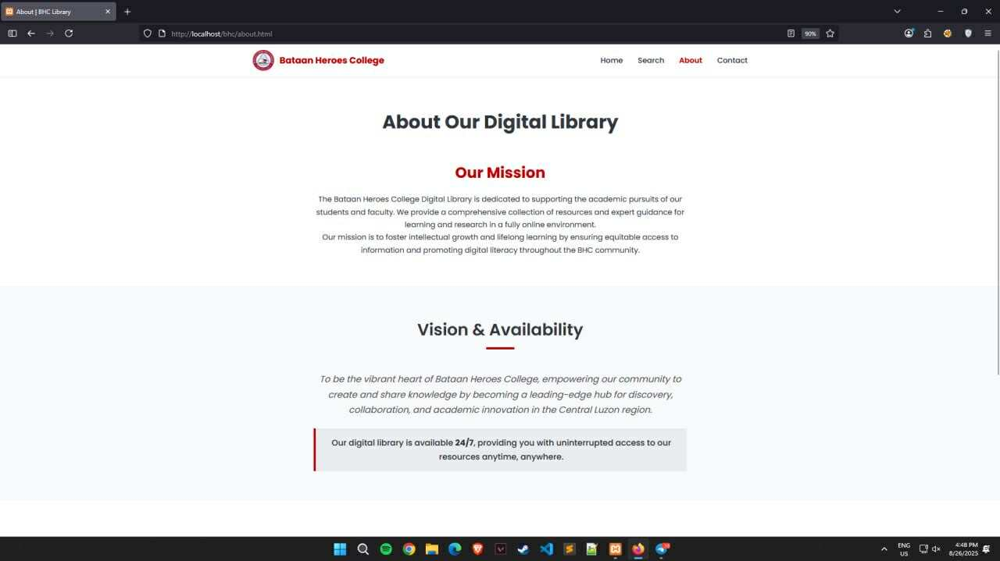 About | BHC Library
http://localhost/bhc/about.html
90%
Bataan Heroes College
Home
Search
About
Contact
About Our Digital Library
Our Mission
The Bataan Heroes College Digital Library is dedicated to supporting the academic pursuits of our
students and faculty. We provide a comprehensive collection of resources and expert guidance for
learning and research in a fully online environment.
Our mission is to foster intellectual growth and lifelong learning by ensuring equitable access to
information and promoting digital literacy throughout the BHC community.
Vision & Availability
To be the vibrant heart of Bataan Heroes College, empowering our community to
create and share knowledge by becoming a leading-edge hub for discovery,
collaboration, and academic innovation in the Central Luzon region.
Our digital library is available 24/7, providing you with uninterrupted access to our
resources anytime, anywhere.
ENG
US
4:48 PM
8/26/2025